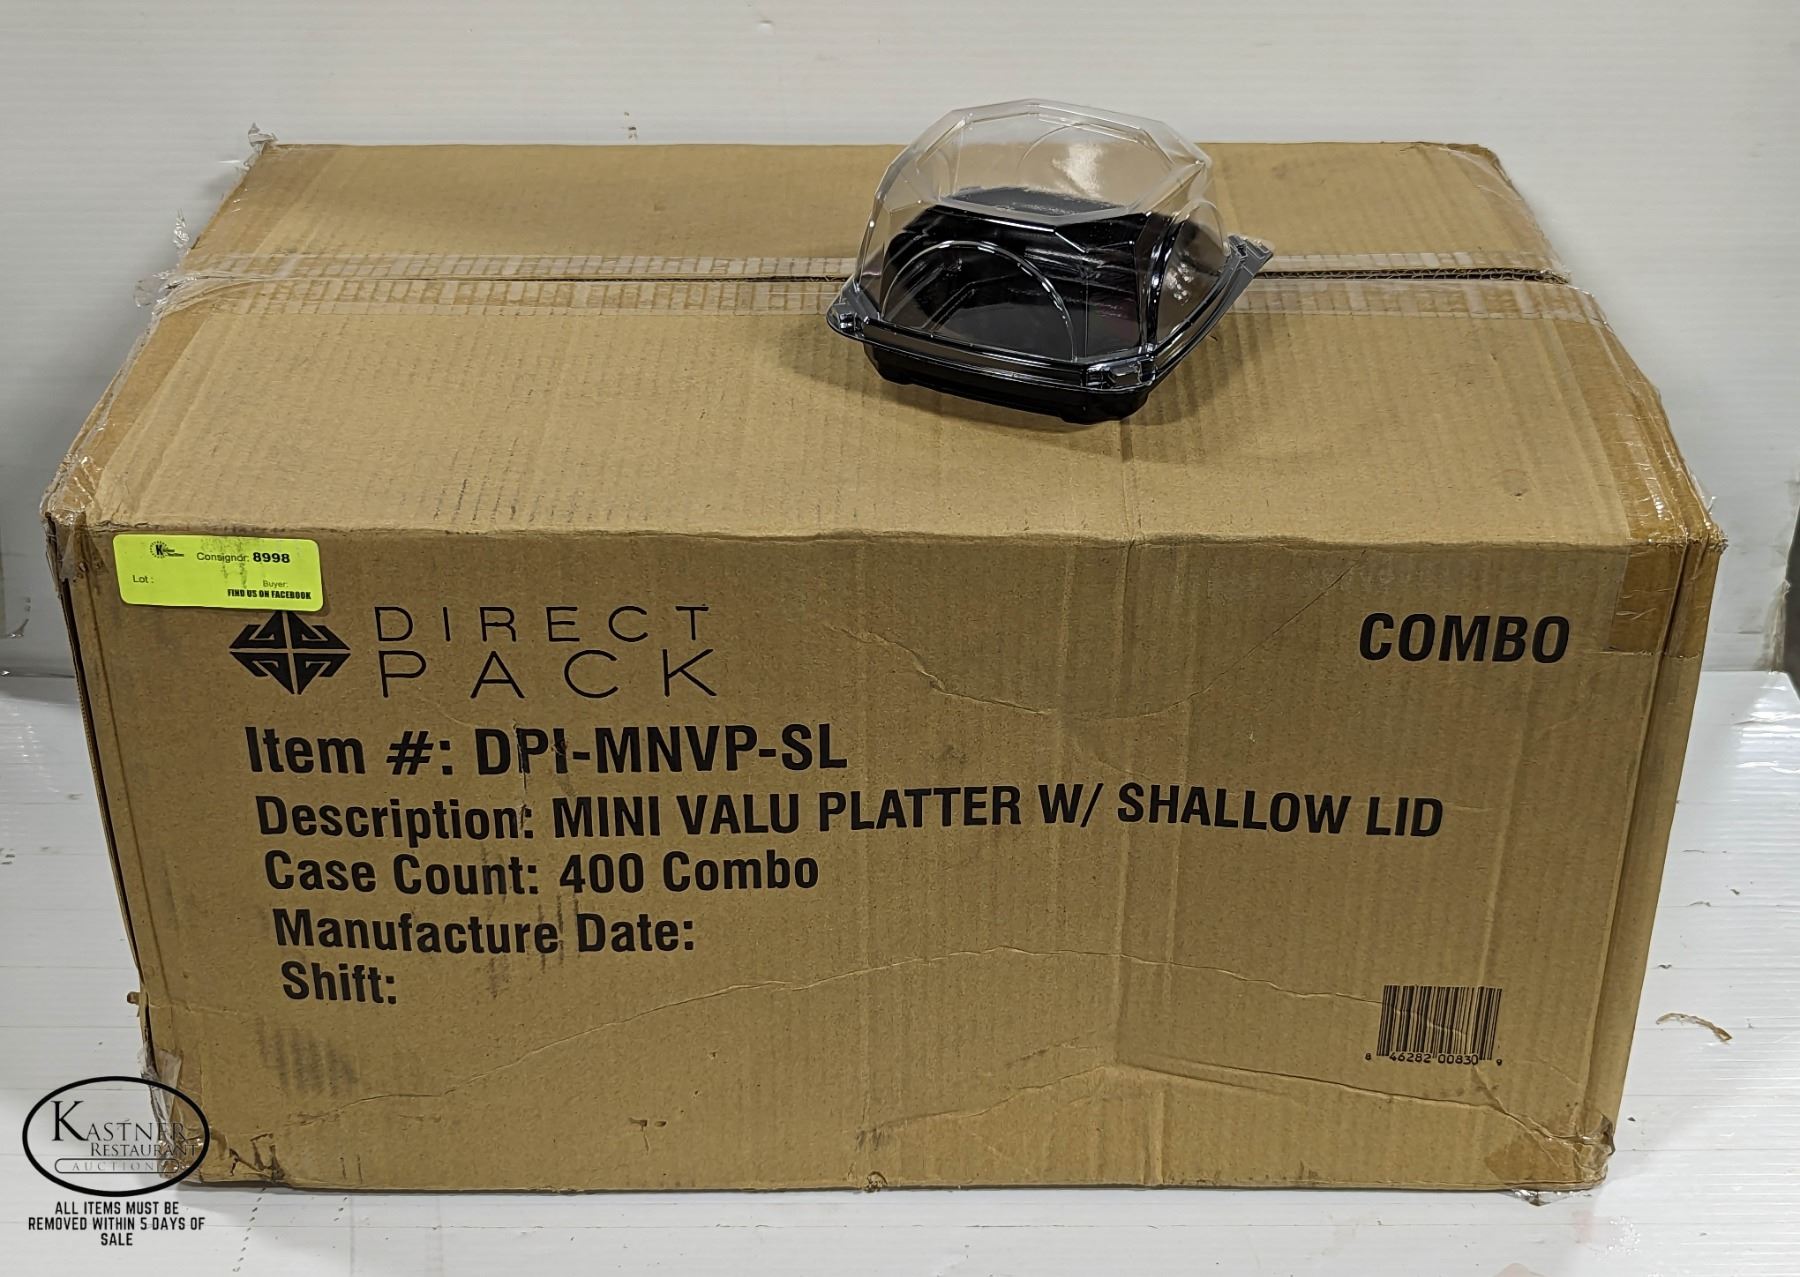 Consignor: 8998
Lot :
Buyer:
FIND US ON FACEBOOK
DIRECT
PACK
COMBO
Item #: DPI-MNVP-SL
Description: MINI VALU PLATTER W/ SHALLOW LID
Case Count: 400 Combo
Manufacture Date:
Shift:
8 46282 00830 9
KASTNER
RESTAURANT
AUCTIONS
ALL ITEMS MUST BE
REMOVED WITHIN 5 DAYS OF
SALE